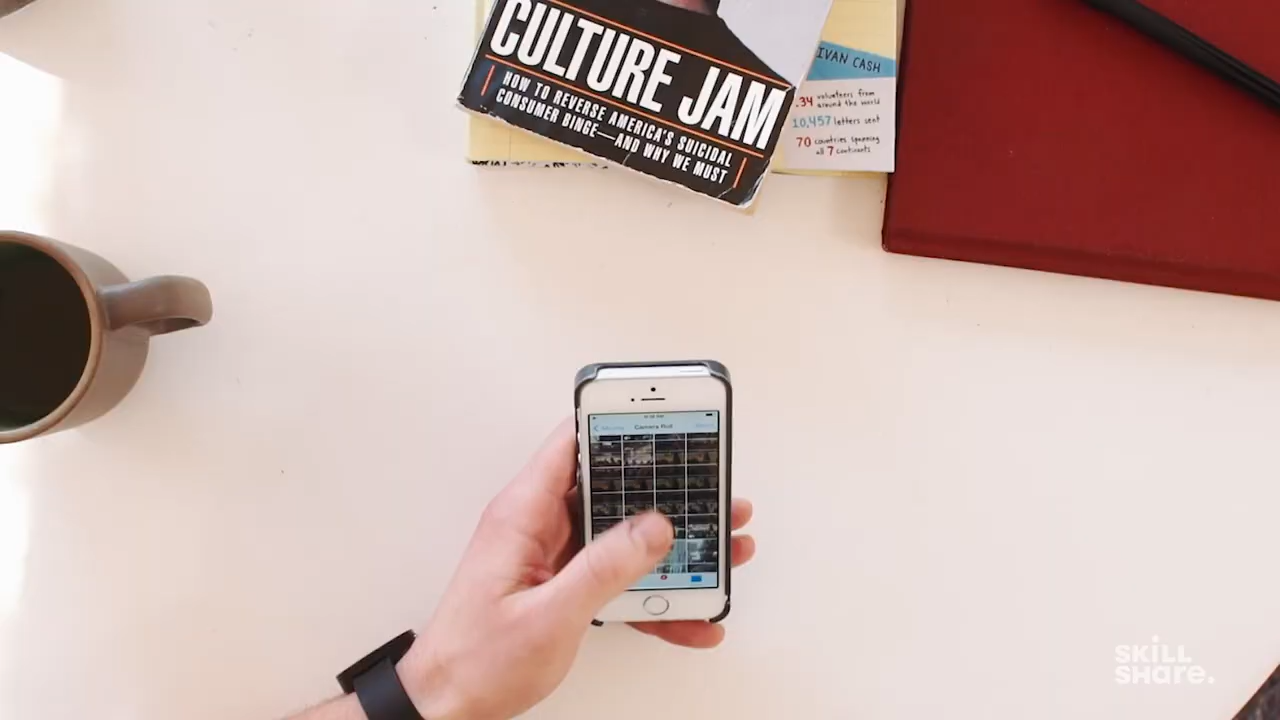 CULTURE JAM
HOW TO REVERSE AMERICA'S SUICIDAL
CONSUMER BINGE—AND WHY WE MUST
IVAN CASH
34 volunteers from
around the world
10,457 letters sent
70 countries spanning
all 7 continents
Camera Roll
SKILL
SHARE.